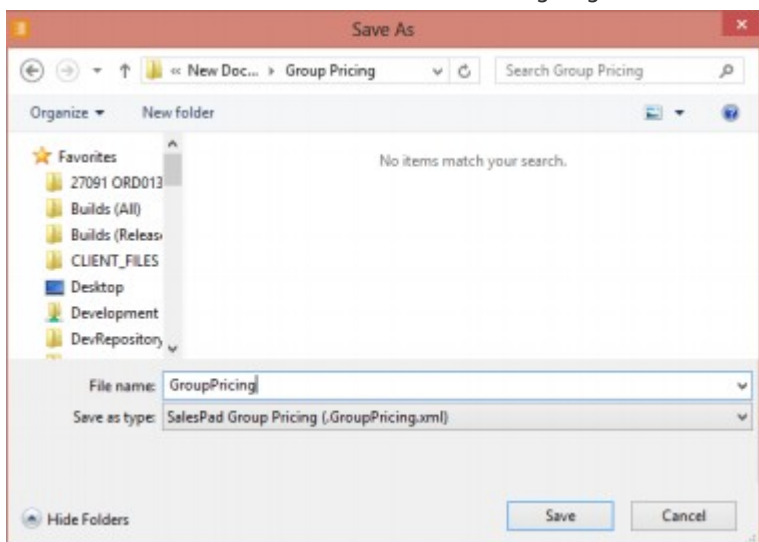 Save As
« New Doc... ▸ Group Pricing
Search Group Pricing
Organize
New folder
Favorites
No items match your search.
27091 ORD013
Builds (All)
Builds (Releas
CLIENT_FILES
Desktop
Development
DevRepository
File name: GroupPricing
Save as type: SalesPad Group Pricing (.GroupPricing.xml)
Hide Folders
Save
Cancel